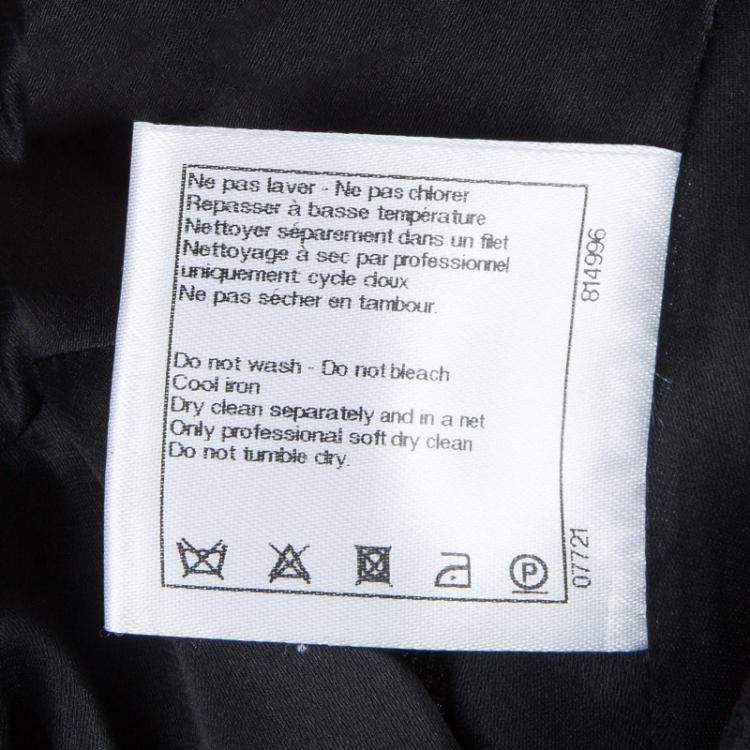 Ne pas laver - Ne pas chlorer
Repasser à basse température
Nettoyer séparement dans un filet
Nettoyage à sec par professionnel
uniquement: cycle doux
Ne pas sécher en tambour.
Do not wash - Do not bleach
Cool iron
Dry clean separately and in a net
Only professional soft dry clean
Do not tumble dry.
P
814996
07721